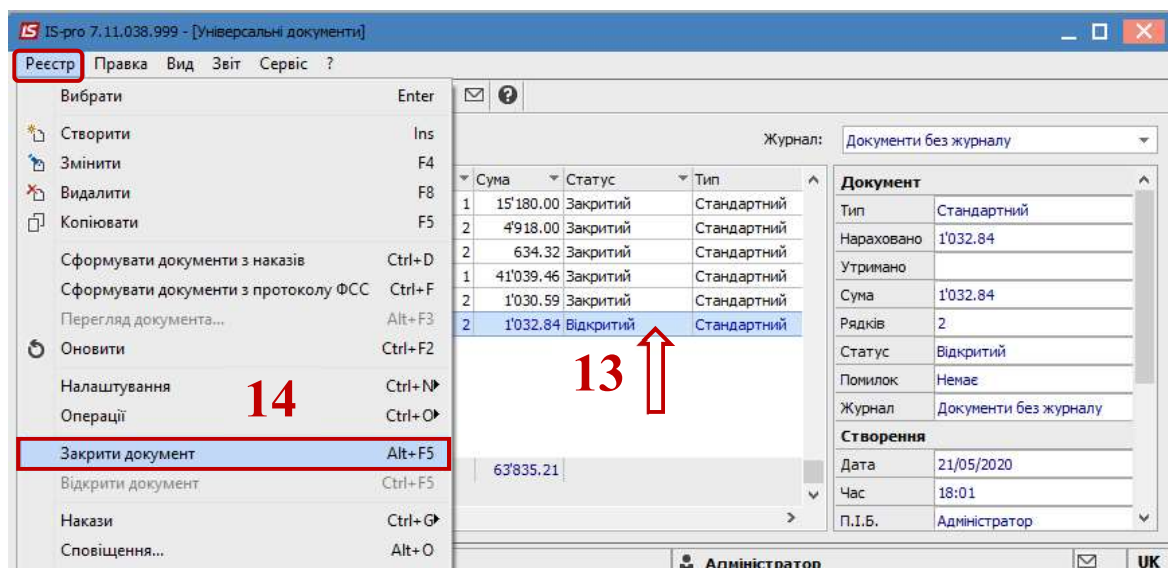 IS-pro 7.11.038.999 - [Універсальні документи]
Реєстр Правка Вид Звіт Сервіс ?
Вибрати Enter
Створити Ins
Змінити F4
Видалити F8
Копіювати F5
Сформувати документи з наказів Ctrl+D
Сформувати документи з протоколу ФСС Ctrl+F
Перегляд документа... Alt+F3
Оновити Ctrl+F2
Налаштування Ctrl+N
Операції Ctrl+O
14
Закрити документ Alt+F5
Відкрити документ Ctrl+F5
Накази Ctrl+G
Сповіщення... Alt+O
Журнал: Документи без журналу
Сума Статус Тип
1 15'180.00 Закритий Стандартний
2 4'918.00 Закритий Стандартний
2 634.32 Закритий Стандартний
1 41'039.46 Закритий Стандартний
2 1'030.59 Закритий Стандартний
2 1'032.84 Відкритий Стандартний
13
63'835.21
Документ
Тип Стандартний
Нараховано 1'032.84
Утримано
Сума 1'032.84
Рядків 2
Статус Відкритий
Помилок Немає
Журнал Документи без журналу
Створення
Дата 21/05/2020
Час 18:01
П.І.Б. Адміністратор
Адміністратор UK